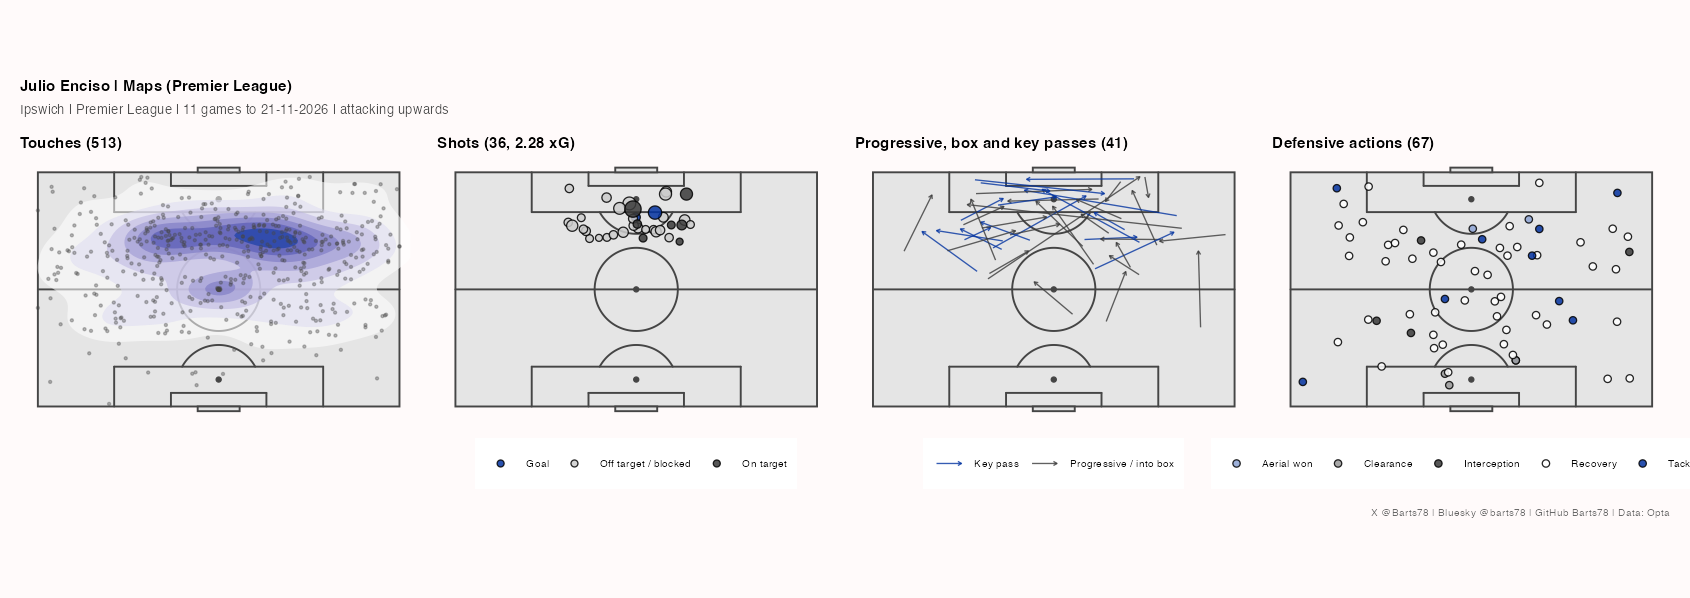 Julio Enciso | Maps (Premier League)
Ipswich | Premier League | 11 games to 21-11-2026 | attacking upwards
Touches (513)
Shots (36, 2.28 xG)
Progressive, box and key passes (41)
Defensive actions (67)
Goal
Off target / blocked
On target
Key pass
Progressive / into box
Aerial won
Clearance
Interception
Recovery
Tack
X @Barts78 | Bluesky @barts78 | GitHub Barts78 | Data: Opta